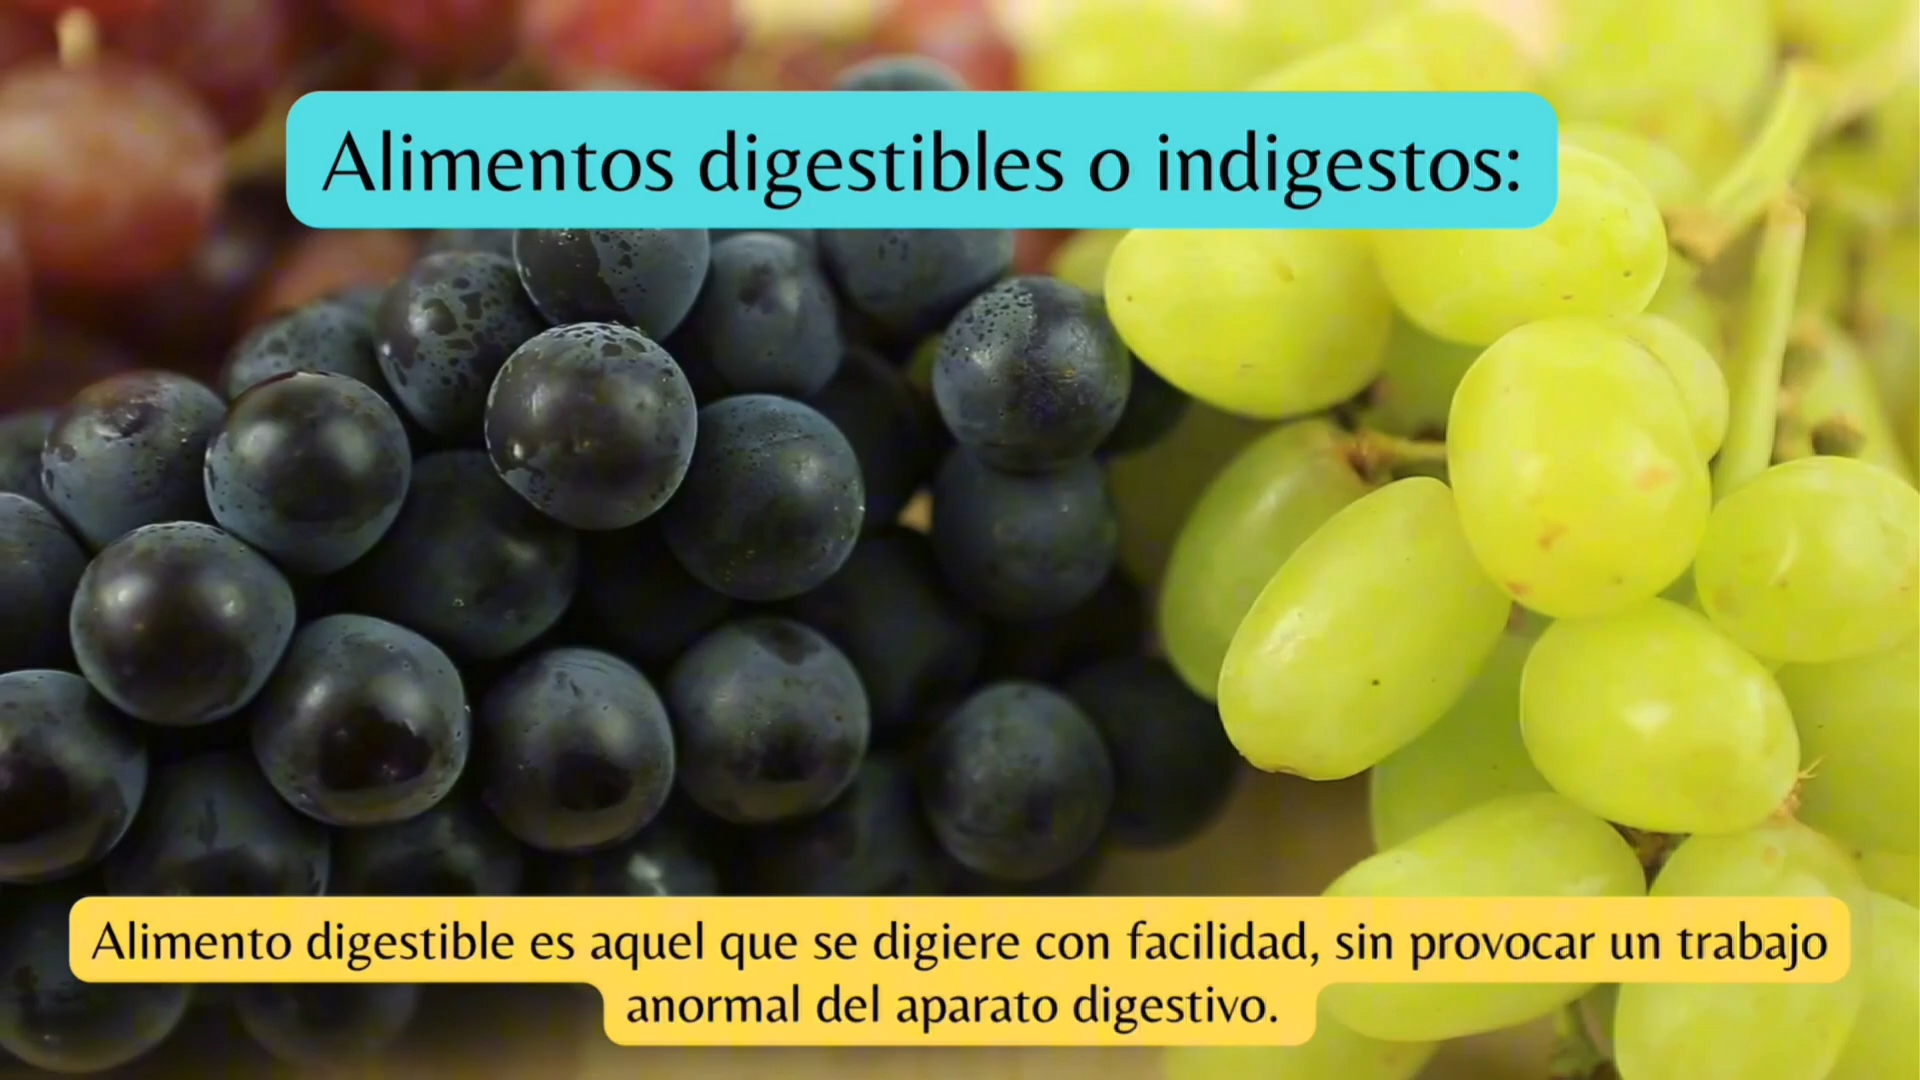 Alimentos digestibles o indigestos:
Alimento digestible es aquel que se digiere con facilidad, sin provocar un trabajo
anormal del aparato digestivo.